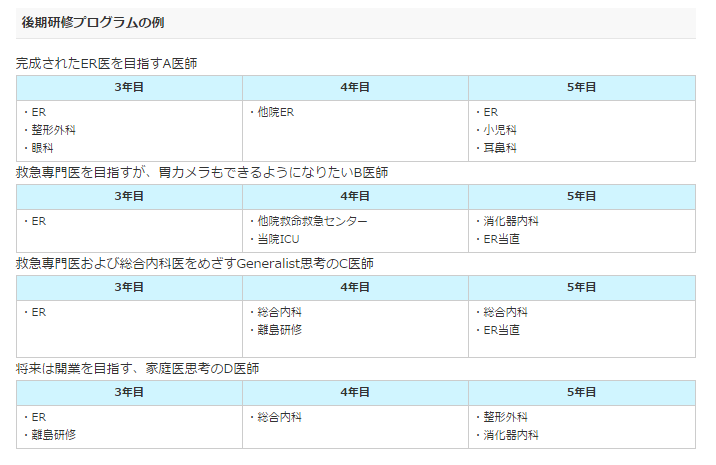 後期研修プログラムの例
完成されたER医を目指すA医師
3年目 4年目 5年目
・ER ・他院ER ・ER
・整形外科 ・小児科
・眼科 ・耳鼻科
救急専門医を目指すが、胃カメラもできるようになりたいB医師
3年目 4年目 5年目
・ER ・他院救命救急センター ・消化器内科
・当院ICU ・ER当直
救急専門医および総合内科医をめざすGeneralist思考のC医師
3年目 4年目 5年目
・ER ・総合内科 ・総合内科
・離島研修 ・ER当直
将来は開業を目指す、家庭医思考のD医師
3年目 4年目 5年目
・ER ・総合内科 ・整形外科
・離島研修 ・消化器内科